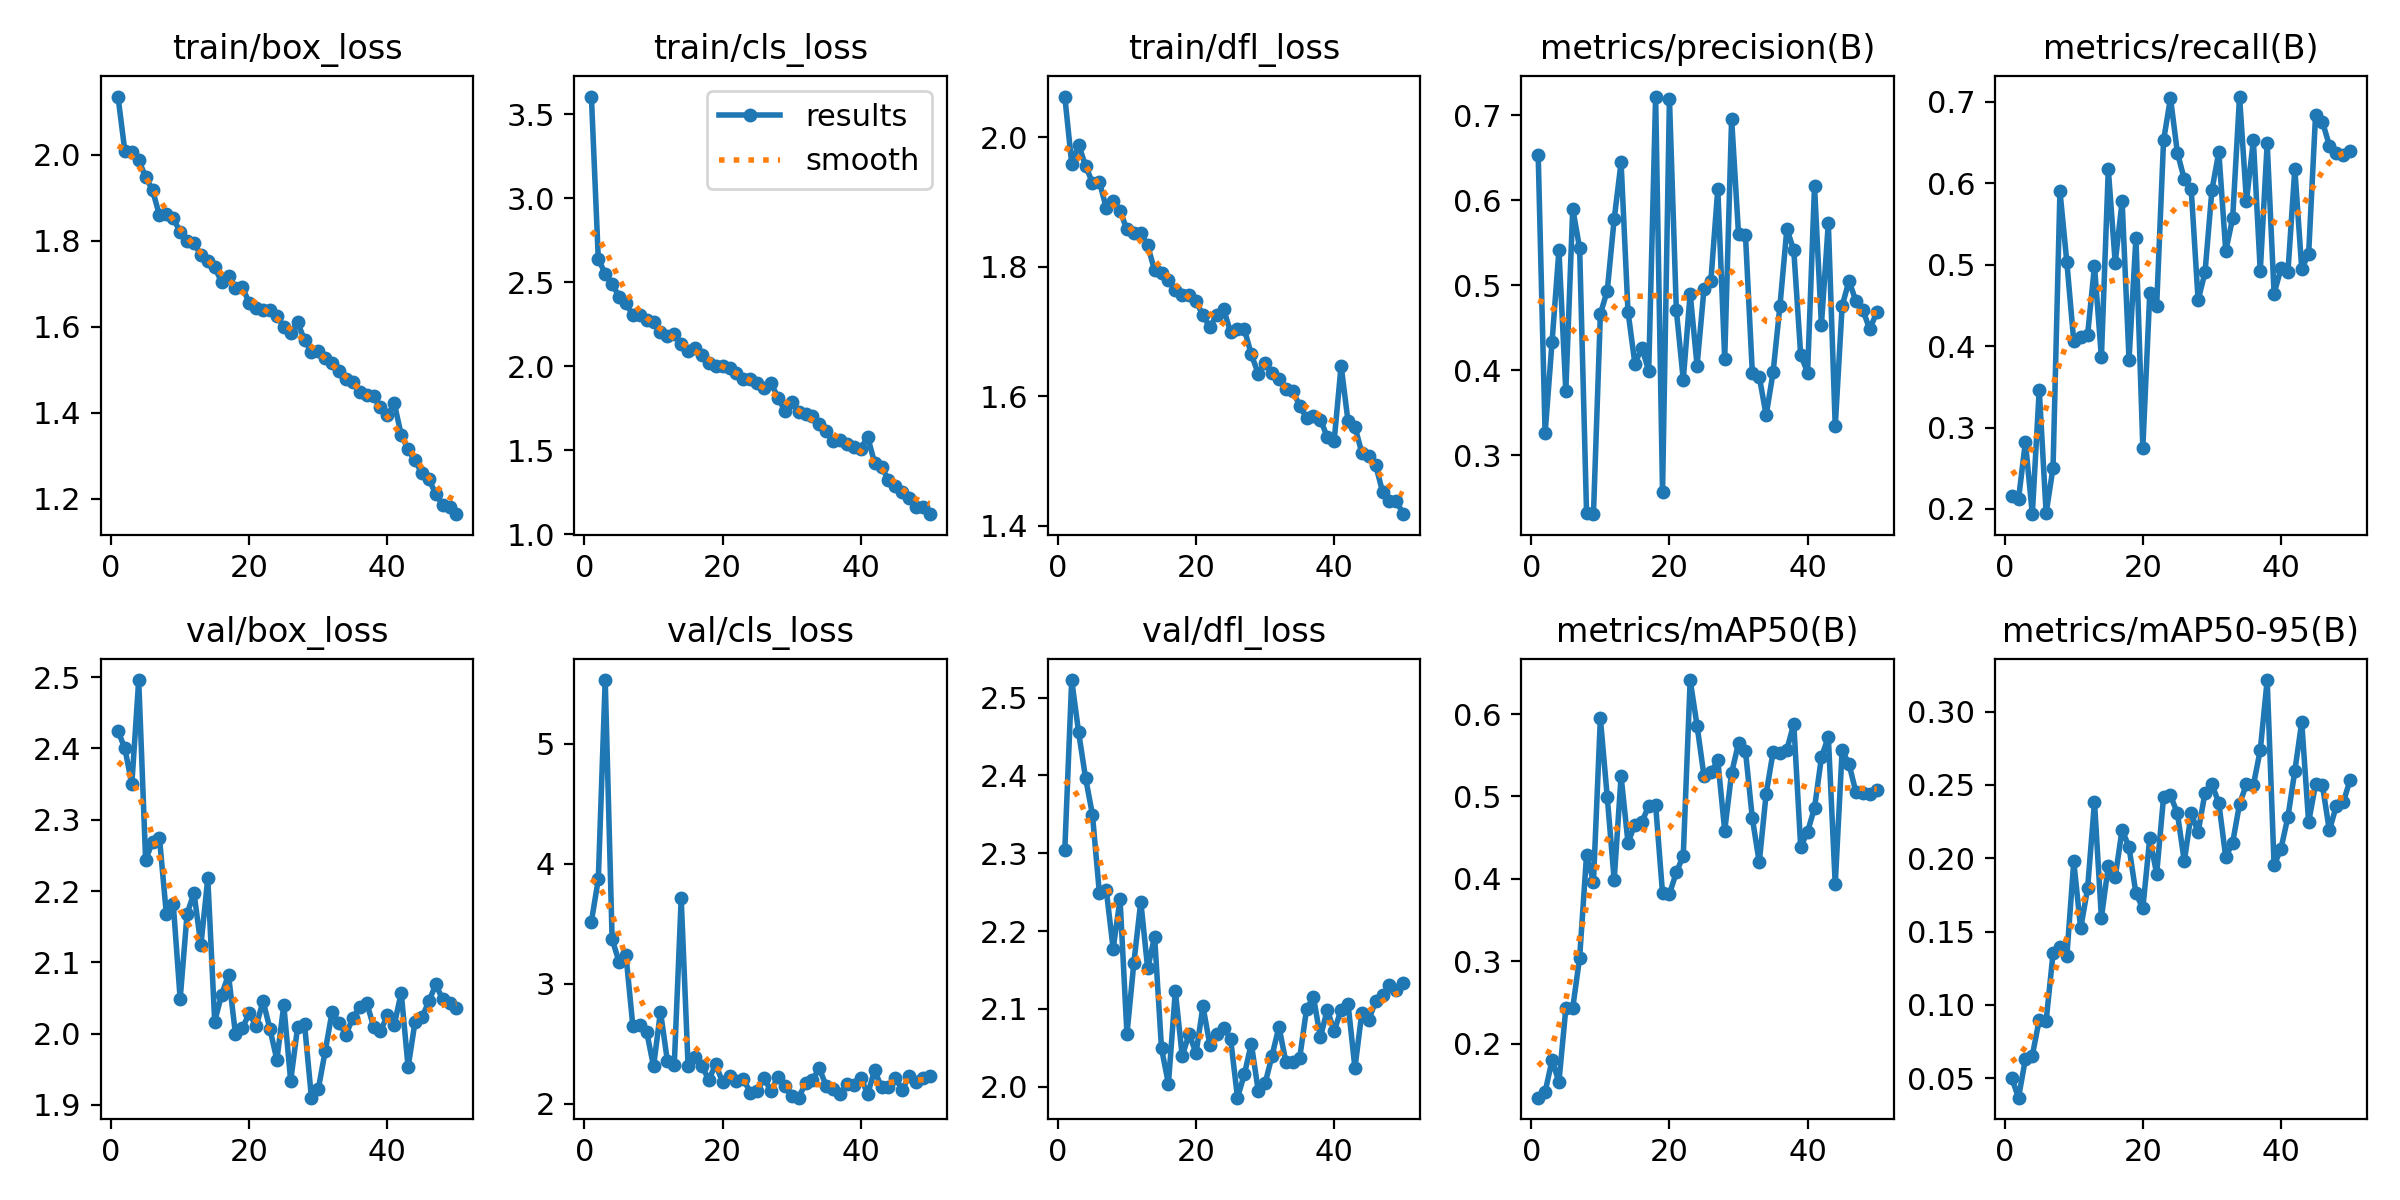 train/box_loss
train/cls_loss
train/dfl_loss
metrics/precision(B)
metrics/recall(B)
2.0
1.8
1.6
1.4
1.2
0 20 40
3.5
3.0
2.5
2.0
1.5
1.0
0 20 40
results
smooth
2.0
1.8
1.6
1.4
0 20 40
0.7
0.6
0.5
0.4
0.3
0 20 40
0.7
0.6
0.5
0.4
0.3
0.2
0 20 40
val/box_loss
val/cls_loss
val/dfl_loss
metrics/mAP50(B)
metrics/mAP50-95(B)
2.5
2.4
2.3
2.2
2.1
2.0
1.9
0 20 40
5
4
3
2
0 20 40
2.5
2.4
2.3
2.2
2.1
2.0
0 20 40
0.6
0.5
0.4
0.3
0.2
0 20 40
0.30
0.25
0.20
0.15
0.10
0.05
0 20 40